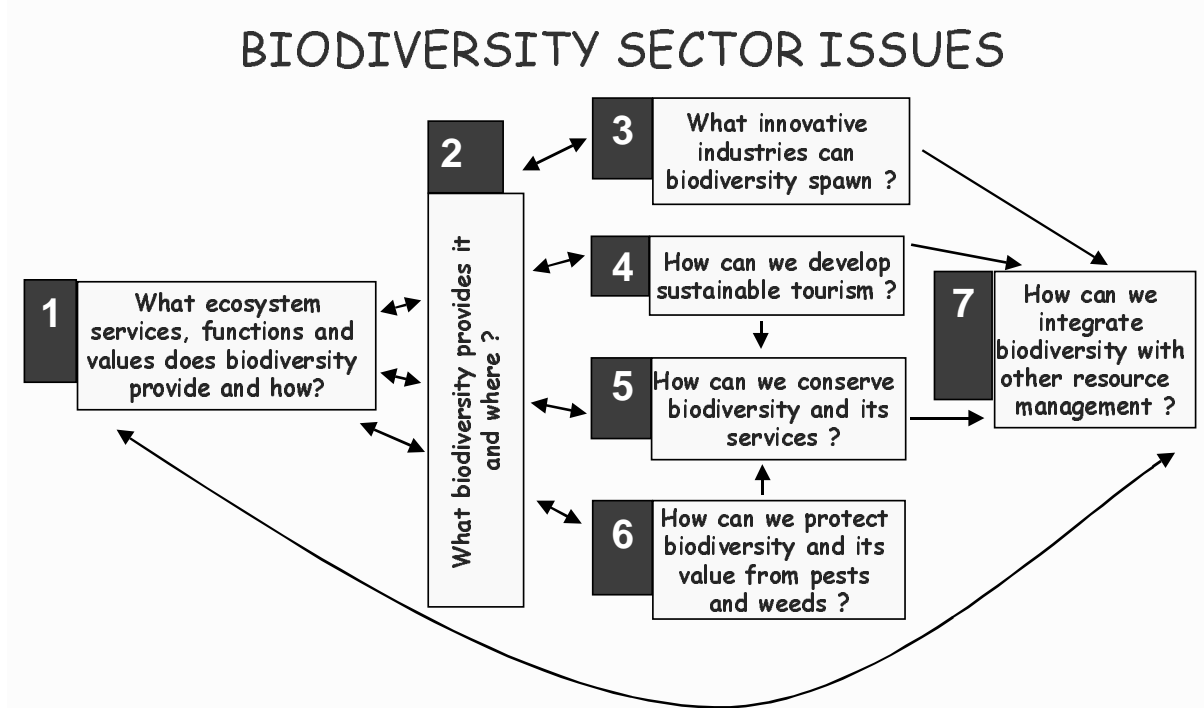 BIODIVERSITY SECTOR ISSUES
1
What ecosystem
services, functions and
values does biodiversity
provide and how?
2
What biodiversity provides it
and where ?
3
What innovative
industries can
biodiversity spawn ?
4
How can we develop
sustainable tourism ?
5
How can we conserve
biodiversity and its
services ?
6
How can we protect
biodiversity and its
value from pests
and weeds ?
7
How can we
integrate
biodiversity with
other resource
management ?